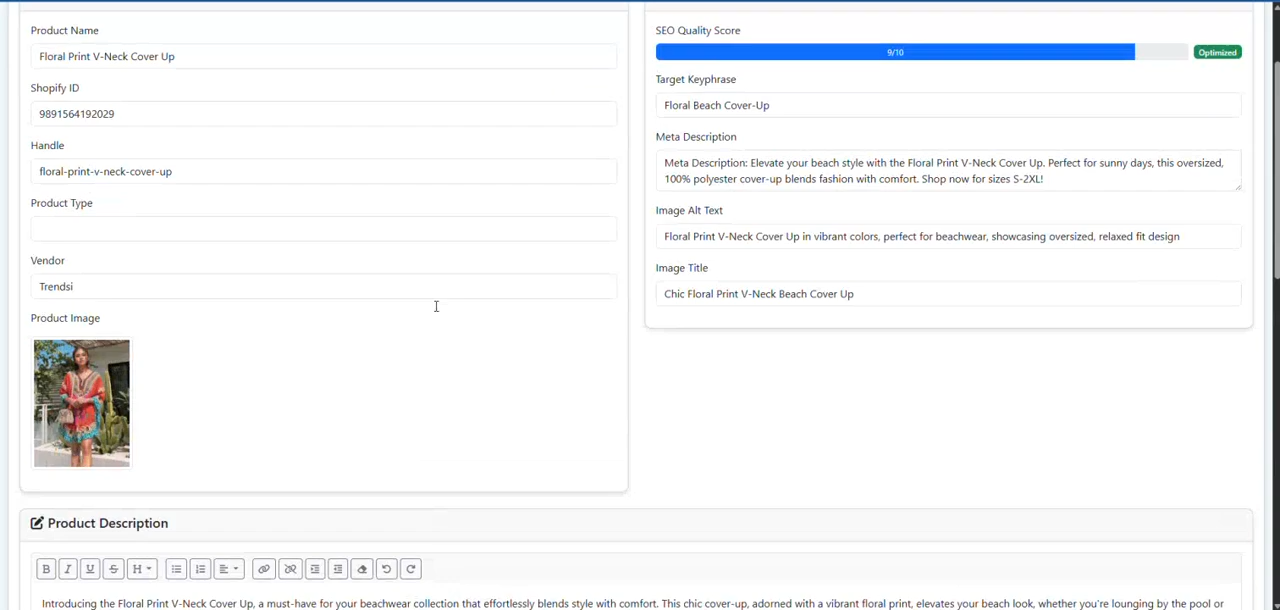 Product Name
Floral Print V-Neck Cover Up
Shopify ID
9891564192029
Handle
floral-print-v-neck-cover-up
Product Type
Vendor
Trendsi
Product Image
SEO Quality Score
9/10 Optimized
Target Keyphrase
Floral Beach Cover-Up
Meta Description
Meta Description: Elevate your beach style with the Floral Print V-Neck Cover Up. Perfect for sunny days, this oversized,
100% polyester cover-up blends fashion with comfort. Shop now for sizes S-2XL!
Image Alt Text
Floral Print V-Neck Cover Up in vibrant colors, perfect for beachwear, showcasing oversized, relaxed fit design
Image Title
Chic Floral Print V-Neck Beach Cover Up
Product Description
B I U S H
Introducing the Floral Print V-Neck Cover Up, a must-have for your beachwear collection that effortlessly blends style with comfort. This chic cover-up, adorned with a vibrant floral print, elevates your beach look, whether you're lounging by the pool or